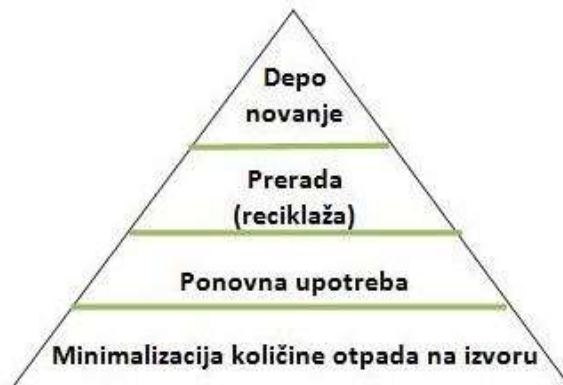 Depo
novanje
Prerada
(reciklaža)
Ponovna upotreba
Minimalizacija količine otpada na izvoru